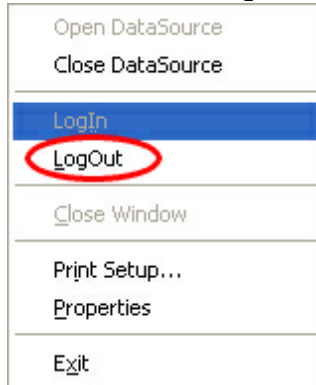 Open DataSource
Close DataSource
LogIn
LogOut
Close Window
Print Setup...
Properties
Exit